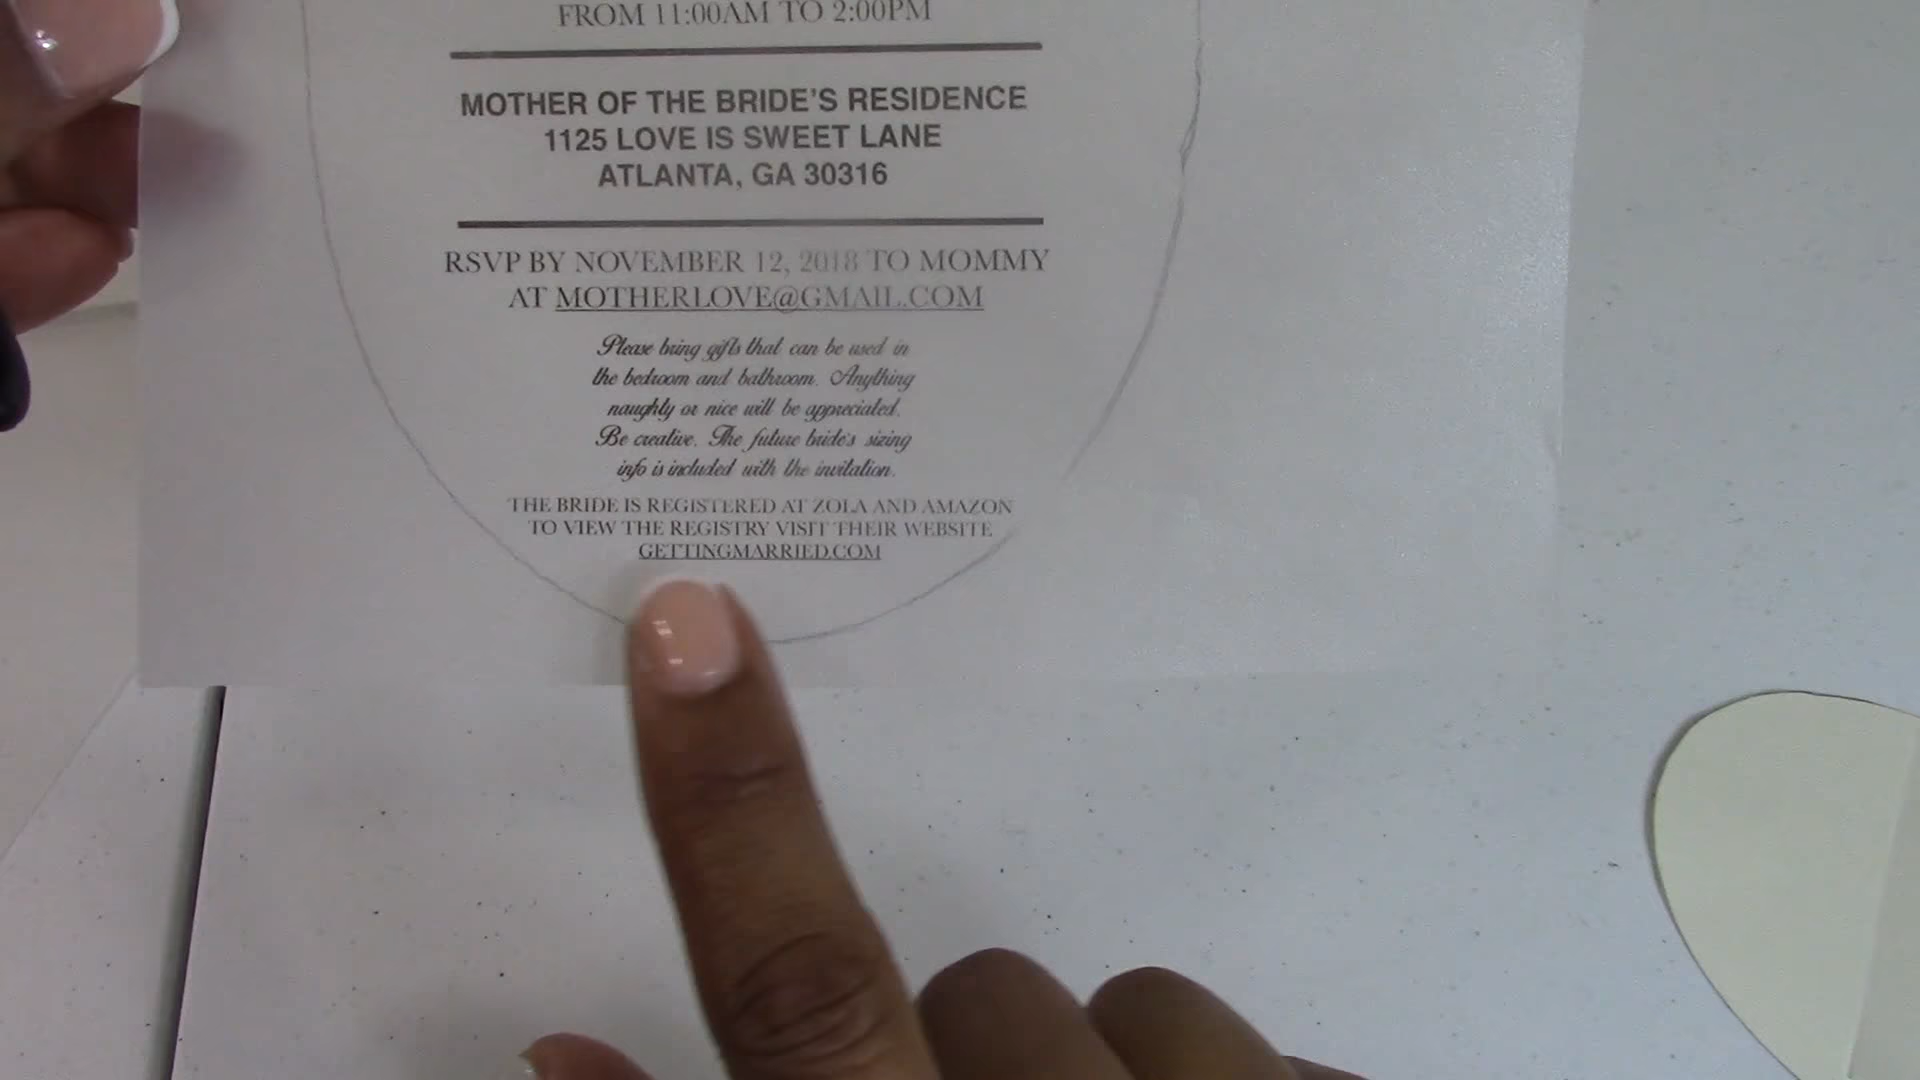 FROM 11:00AM TO 2:00PM
MOTHER OF THE BRIDE'S RESIDENCE
1125 LOVE IS SWEET LANE
ATLANTA, GA 30316
RSVP BY NOVEMBER 12, 2018 TO MOMMY
AT MOTHERLOVE@GMAIL.COM
Please bring gifts that can be used in
the bedroom and bathroom. Anything
naughty or nice will be appreciated.
Be creative. The future bride's sizing
info is included with the invitation.
THE BRIDE IS REGISTERED AT ZOLA AND AMAZON
TO VIEW THE REGISTRY VISIT THEIR WEBSITE
GETTINGMARRIED.COM